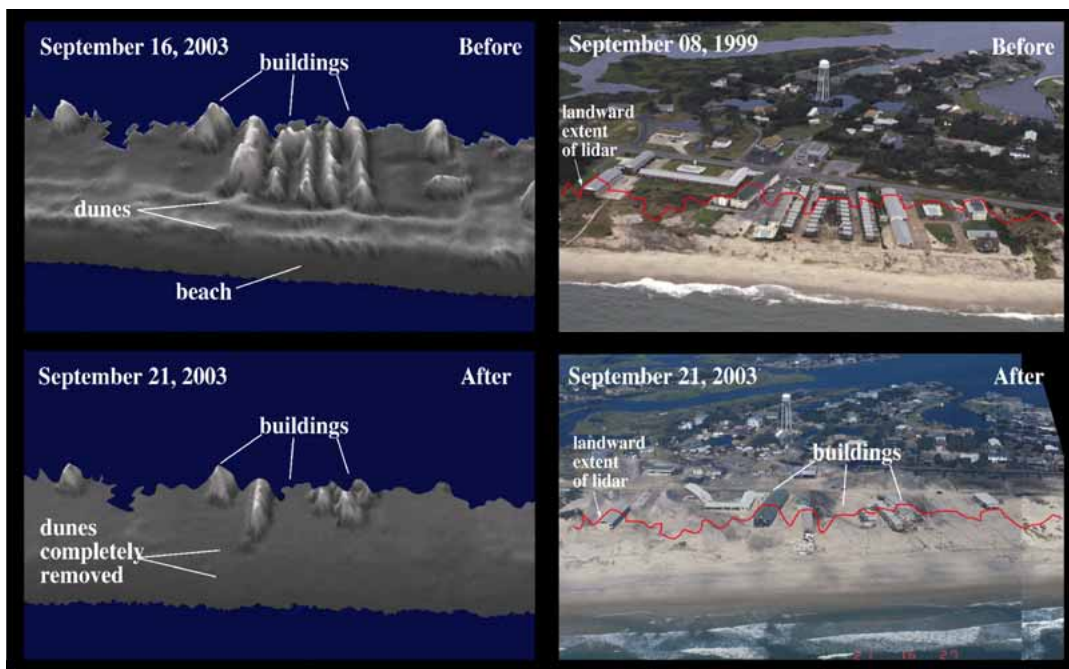 September 16, 2003
Before
buildings
dunes
beach
September 08, 1999
Before
landward
extent
of lidar
September 21, 2003
After
buildings
dunes
completely
removed
September 21, 2003
After
landward
extent
of lidar
buildings